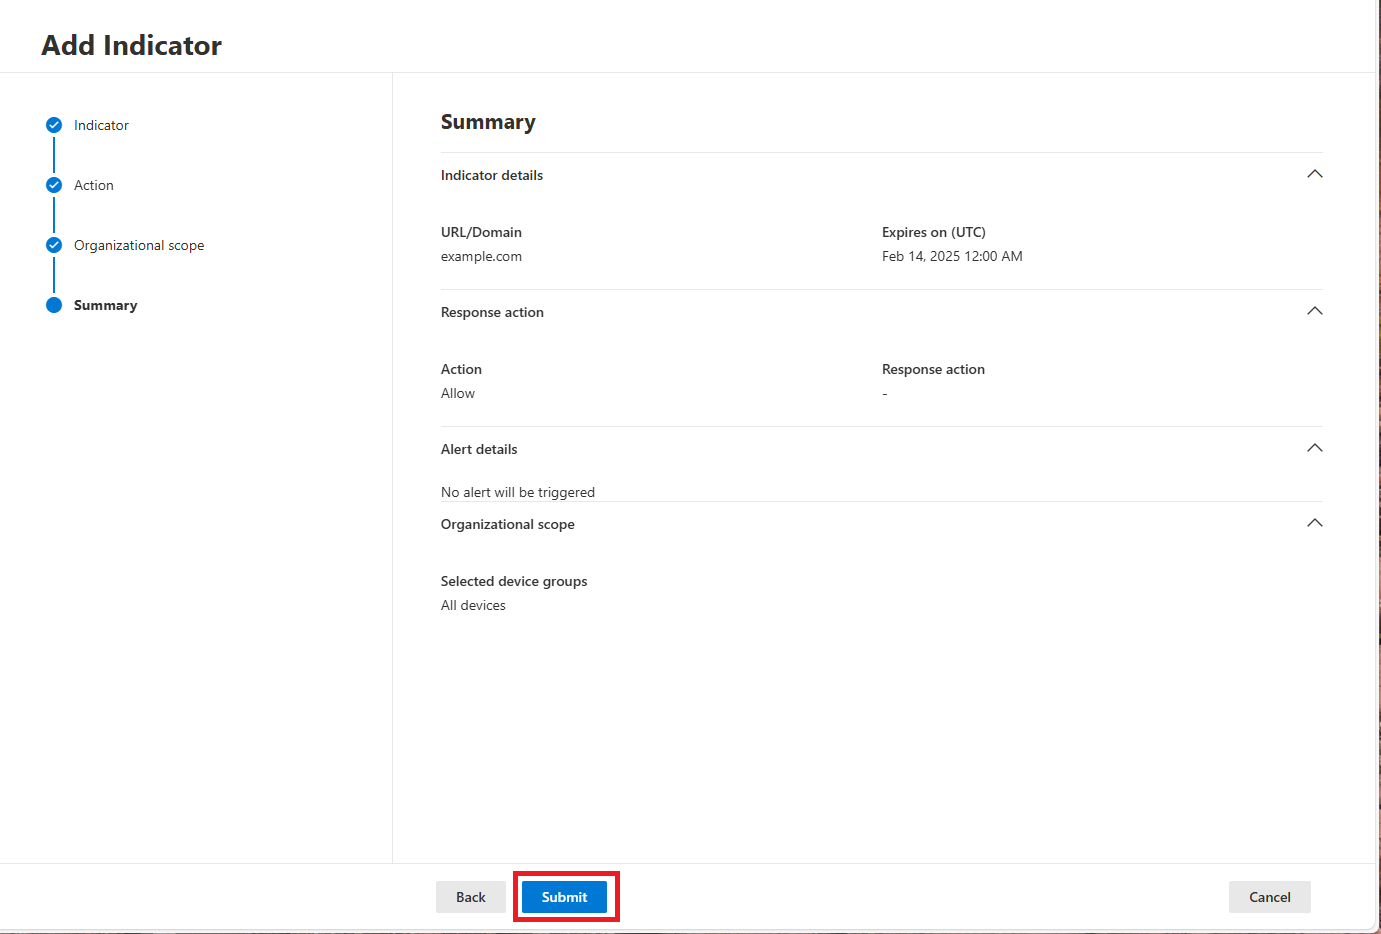 Add Indicator
Indicator
Action
Organizational scope
Summary
Summary
Indicator details
URL/Domain
example.com
Expires on (UTC)
Feb 14, 2025 12:00 AM
Response action
Action
Allow
Response action
-
Alert details
No alert will be triggered
Organizational scope
Selected device groups
All devices
Back
Submit
Cancel